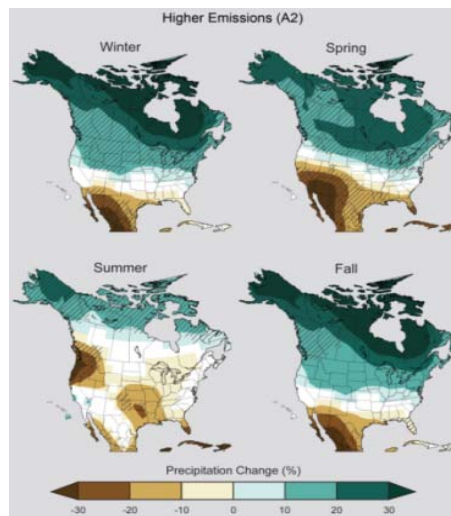 Higher Emissions (A2)
Winter
Spring
Summer
Fall
Precipitation Change (%)
-30 -20 -10 0 10 20 30